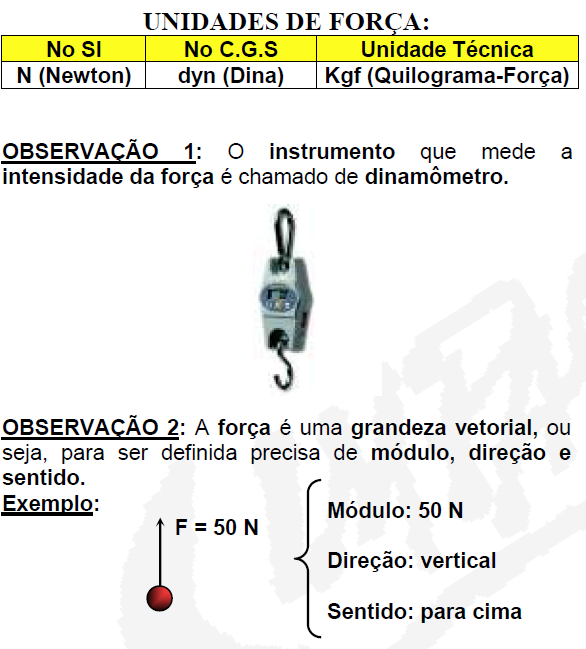 UNIDADES DE FORÇA:
No SI No C.G.S Unidade Técnica
N (Newton) dyn (Dina) Kgf (Quilograma-Força)
OBSERVAÇÃO 1: O instrumento que mede a
intensidade da força é chamado de dinamômetro.
OBSERVAÇÃO 2: A força é uma grandeza vetorial, ou
seja, para ser definida precisa de módulo, direção e
sentido.
Exemplo:
F = 50 N
Módulo: 50 N
Direção: vertical
Sentido: para cima